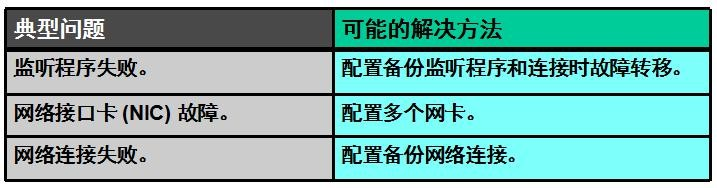 典型问题
可能的解决方法
监听程序失败。
配置备份监听程序和连接时故障转移。
网络接口卡 (NIC) 故障。
配置多个网卡。
网络连接失败。
配置备份网络连接。